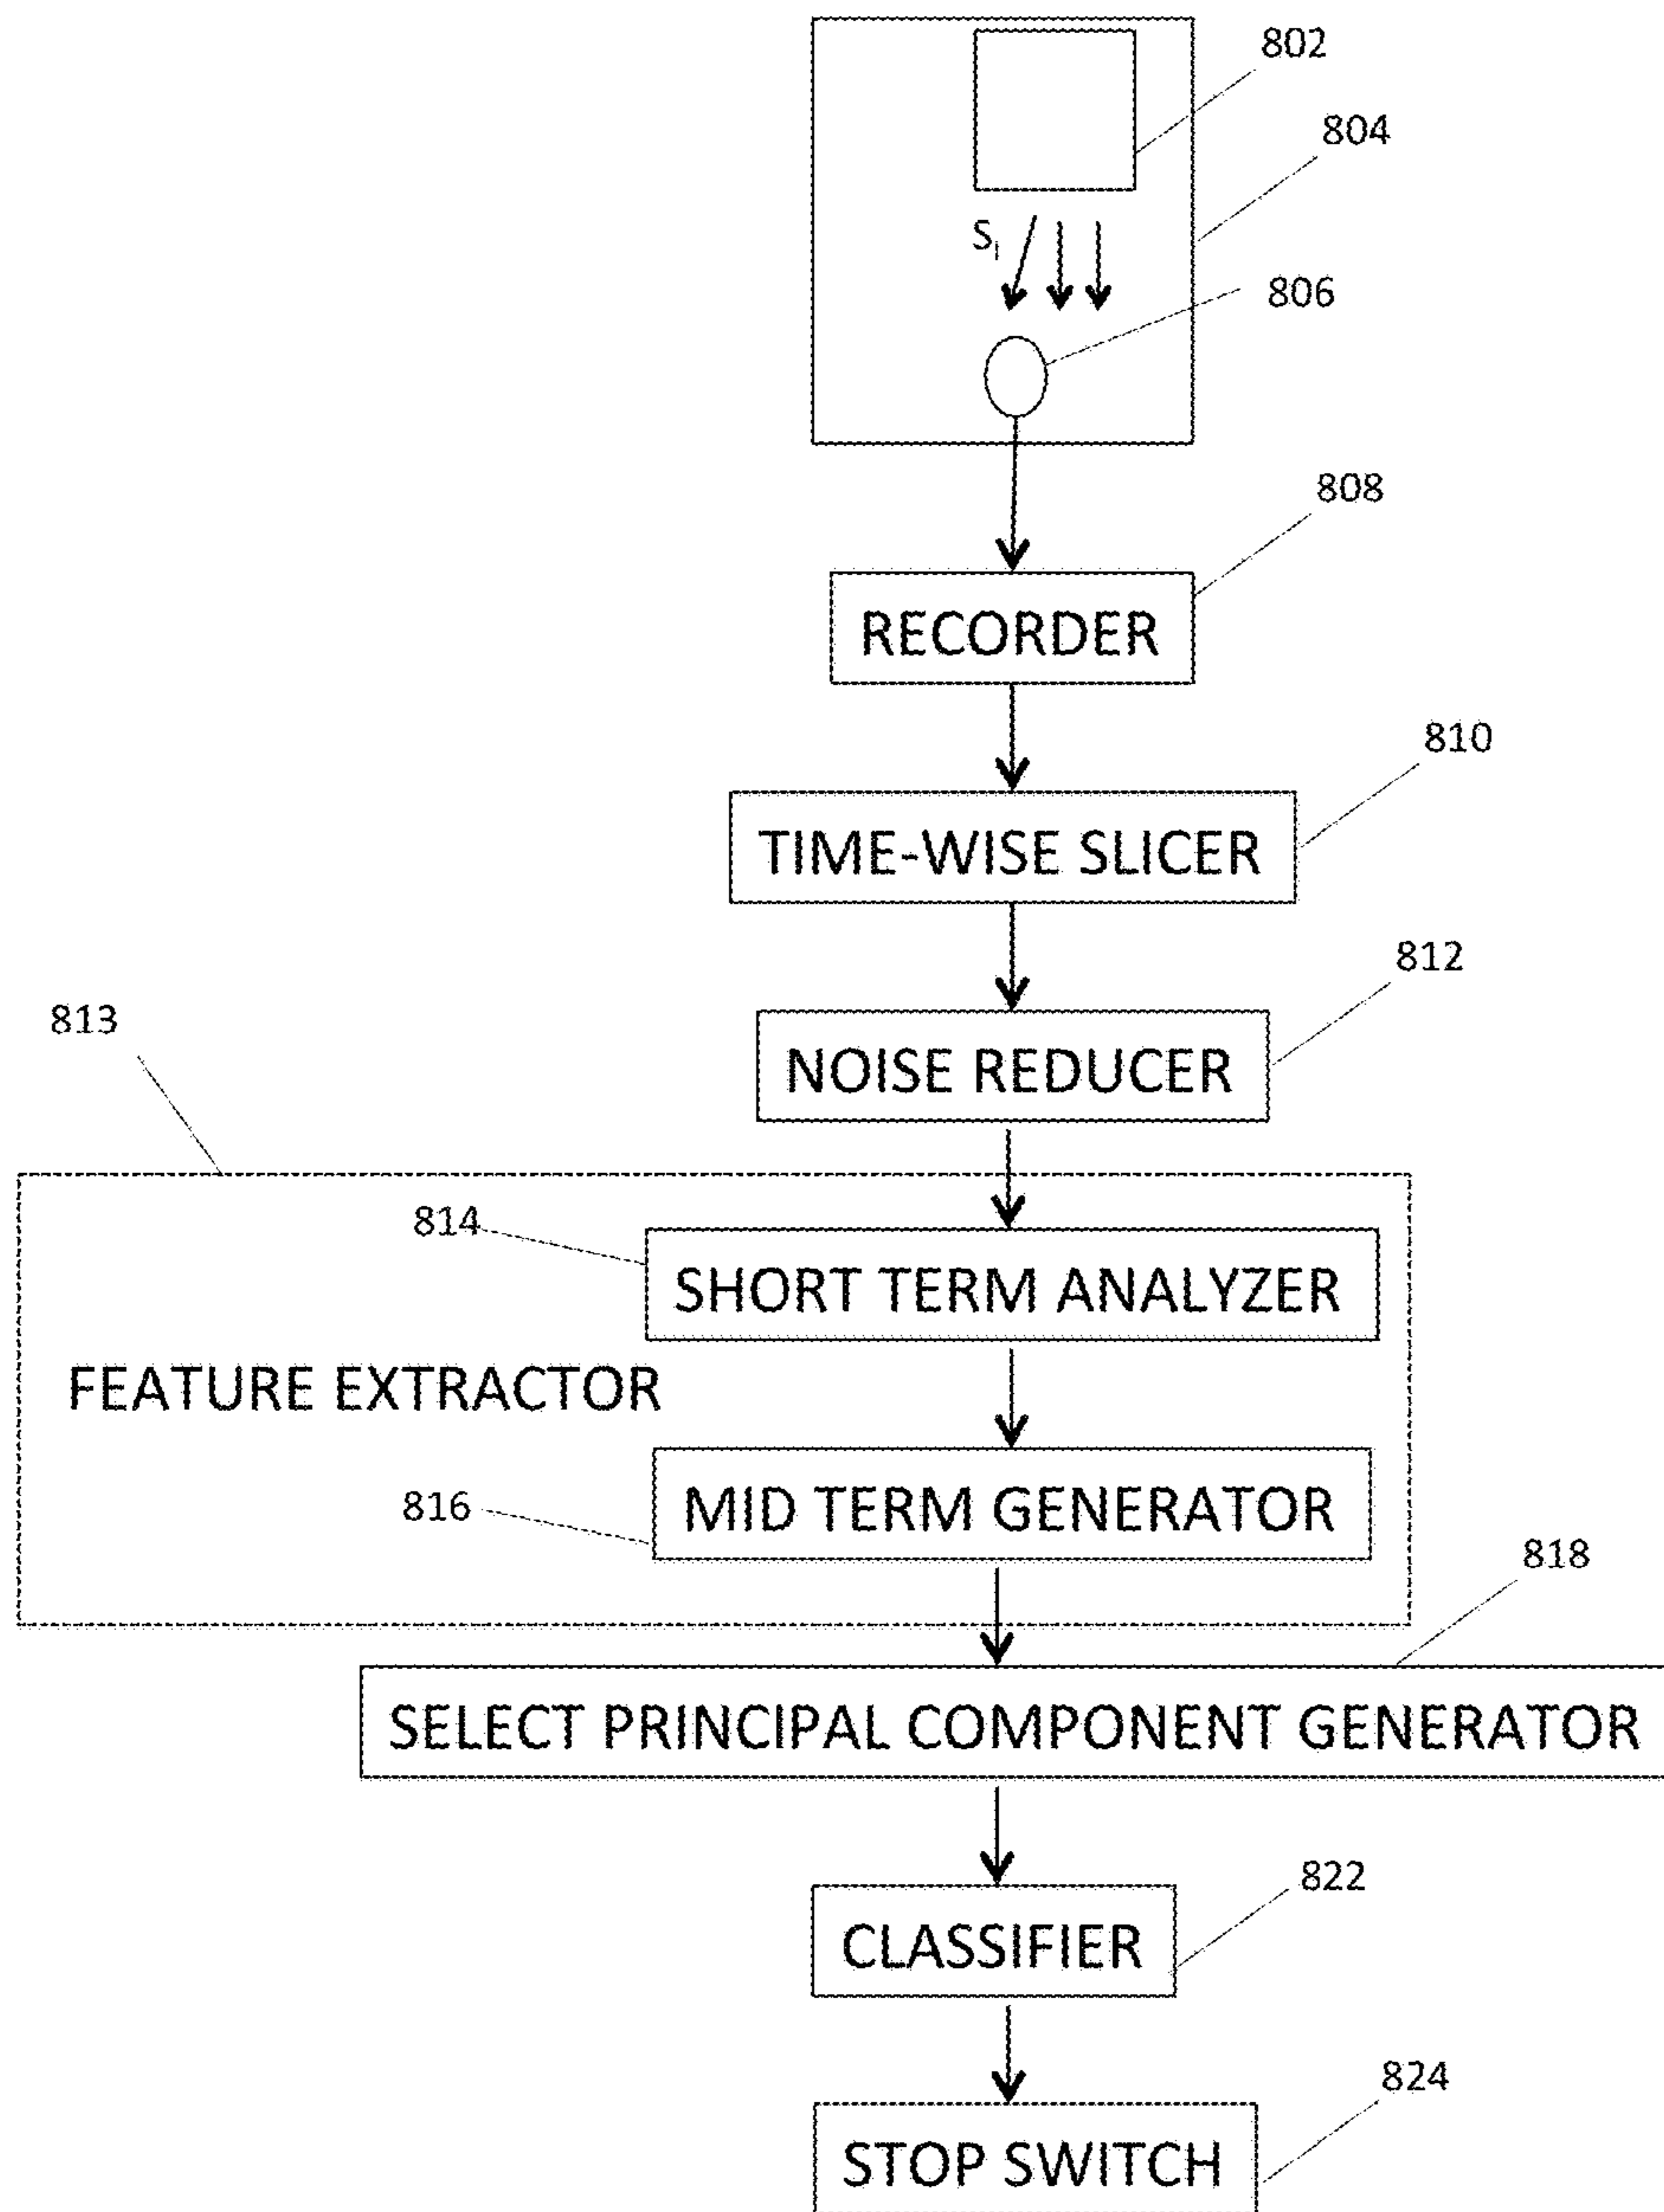 802
804
S_i
806
808
RECORDER
810
TIME-WISE SLICER
812
NOISE REDUCER
813
814
SHORT TERM ANALYZER
FEATURE EXTRACTOR
816
MID TERM GENERATOR
818
SELECT PRINCIPAL COMPONENT GENERATOR
822
CLASSIFIER
824
STOP SWITCH